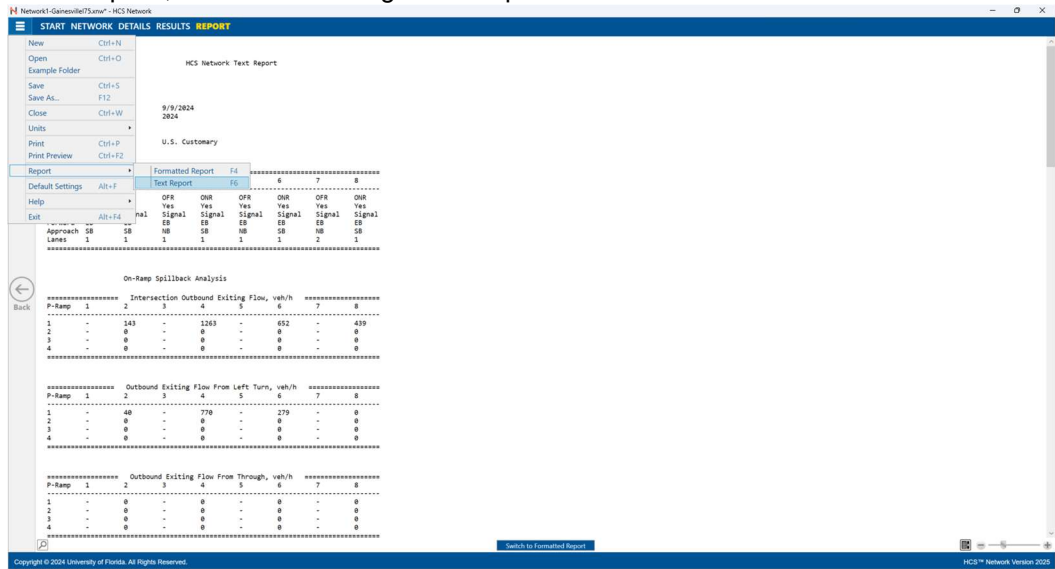 Network1-GainesvilleI75.xnw* - HCS Network
START NETWORK DETAILS RESULTS REPORT
New Ctrl+N
Open Ctrl+O
Example Folder
Save Ctrl+S
Save As... F12
Close Ctrl+W
Units
Print Ctrl+P
Print Preview Ctrl+F2
Report
Default Settings Alt+F
Help
Exit Alt+F4
Formatted Report F4
Text Report F6
HCS Network Text Report
9/9/2024
2024
U.S. Customary
6 7 8
OFR ONR OFR ONR OFR ONR
Yes Yes Yes Yes Yes Yes
nal Signal Signal Signal Signal Signal Signal
EB EB EB EB EB EB
Approach SB SB NB SB NB SB NB SB
Lanes 1 1 1 1 1 1 2 1
On-Ramp Spillback Analysis
================== Intersection Outbound Exiting Flow, veh/h ===================
P-Ramp 1 2 3 4 5 6 7 8
1 - 143 - 1263 - 652 - 439
2 - 0 - 0 - 0 - 0
3 - 0 - 0 - 0 - 0
4 - 0 - 0 - 0 - 0
================= Outbound Exiting Flow From Left Turn, veh/h ==================
P-Ramp 1 2 3 4 5 6 7 8
1 - 40 - 770 - 279 - 0
2 - 0 - 0 - 0 - 0
3 - 0 - 0 - 0 - 0
4 - 0 - 0 - 0 - 0
================== Outbound Exiting Flow From Through, veh/h ===================
P-Ramp 1 2 3 4 5 6 7 8
1 - 0 - 0 - 0 - 0
2 - 0 - 0 - 0 - 0
3 - 0 - 0 - 0 - 0
4 - 0 - 0 - 0 - 0
Back
Switch to Formatted Report
Copyright © 2024 University of Florida. All Rights Reserved.
HCS™ Network Version 2025